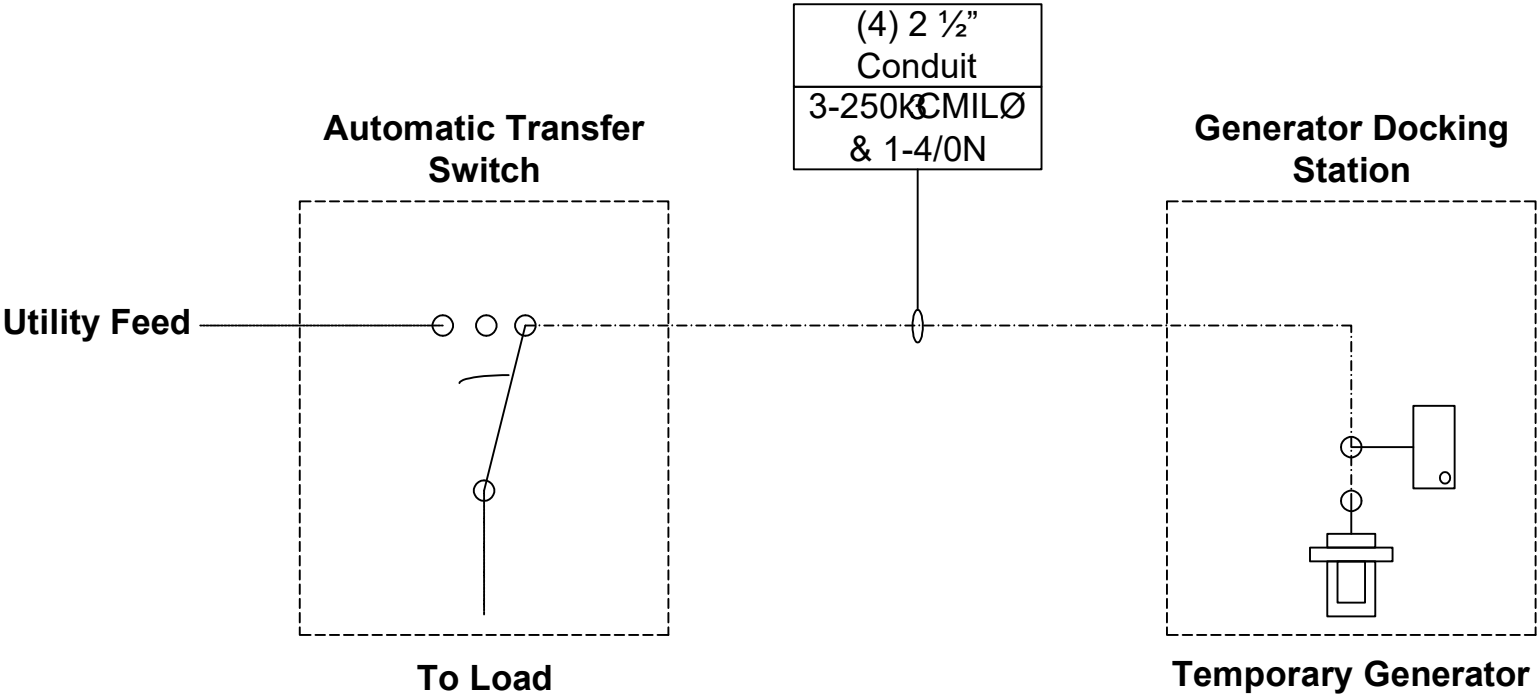 (4) 2 ½”
Conduit
3-250kCMILØ
& 1-4/0N
Automatic Transfer
Switch
Generator Docking
Station
Utility Feed
To Load
Temporary Generator